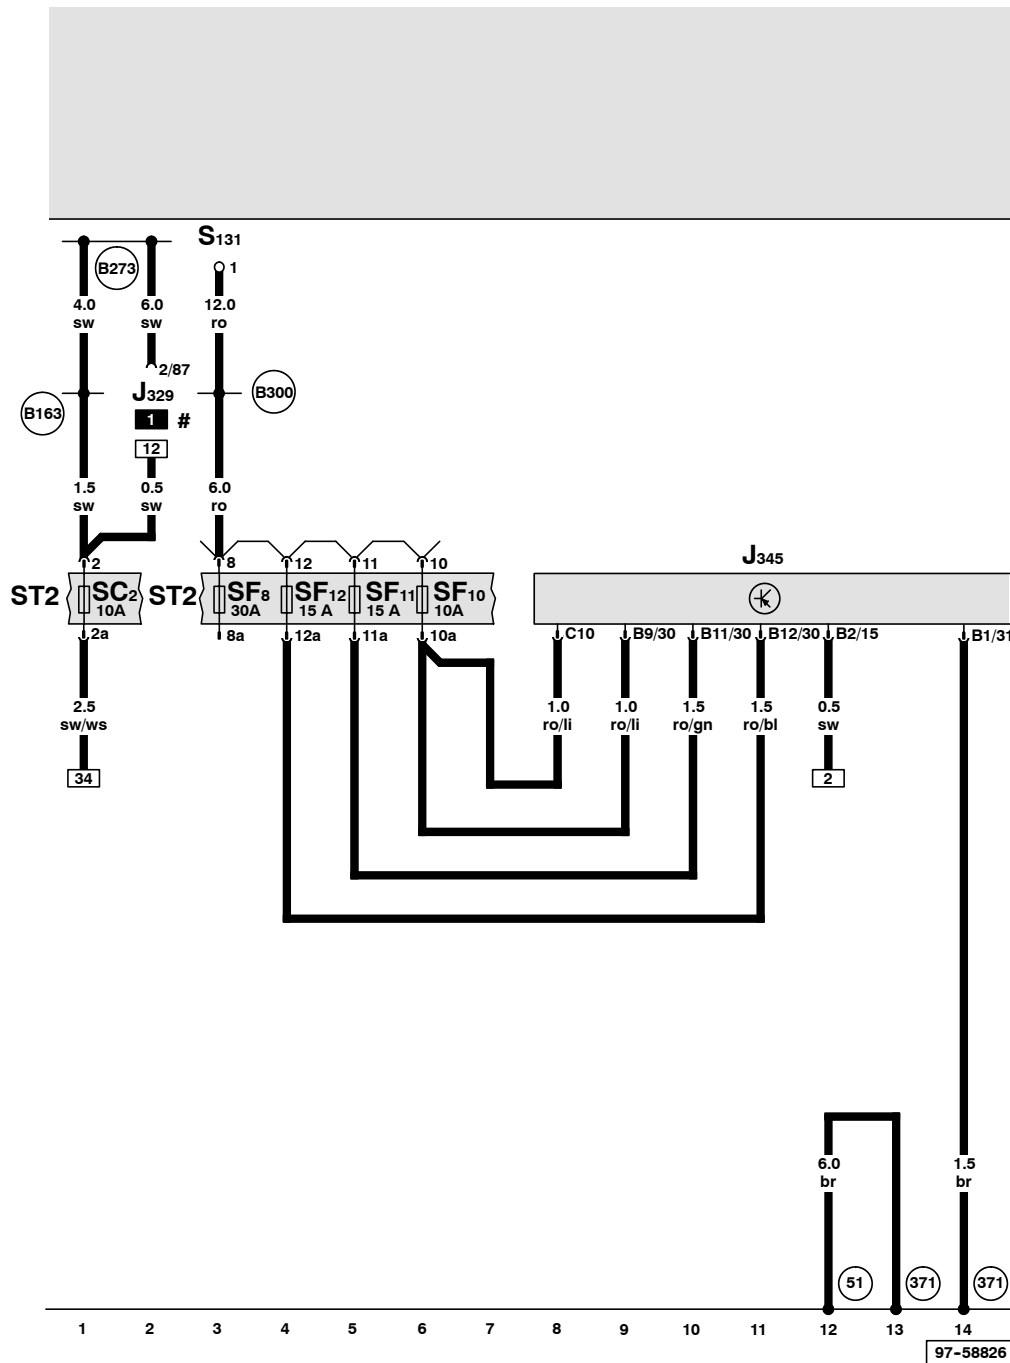 S131
1
B273
4.0 6.0 12.0
sw sw ro
2/87
J329
B300
B163
1 #
12
1.5 0.5 6.0
sw sw ro
J345
2 8 12 11 10
ST2 SC2 ST2 SF8 SF12 SF11 SF10
10A 30A 15 A 15 A 10A
2a 8a 12a 11a 10a C10 B9/30 B11/30 B12/30 B2/15 B1/31
2.5 1.0 1.0 1.5 1.5 0.5
sw/ws ro/li ro/li ro/gn ro/bl sw
34 2
6.0 1.5
br br
51 371 371
1 2 3 4 5 6 7 8 9 10 11 12 13 14
97-58826